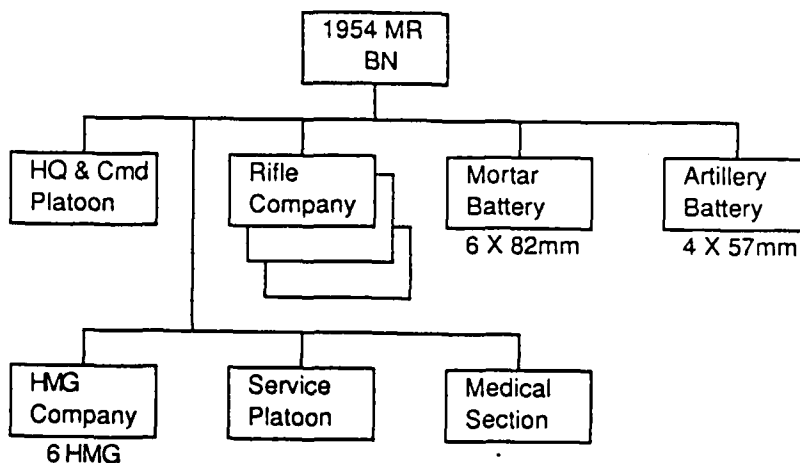 1954 MR
BN
HQ & Cmd
Platoon
Rifle
Company
Mortar
Battery
6 X 82mm
Artillery
Battery
4 X 57mm
HMG
Company
6 HMG
Service
Platoon
Medical
Section